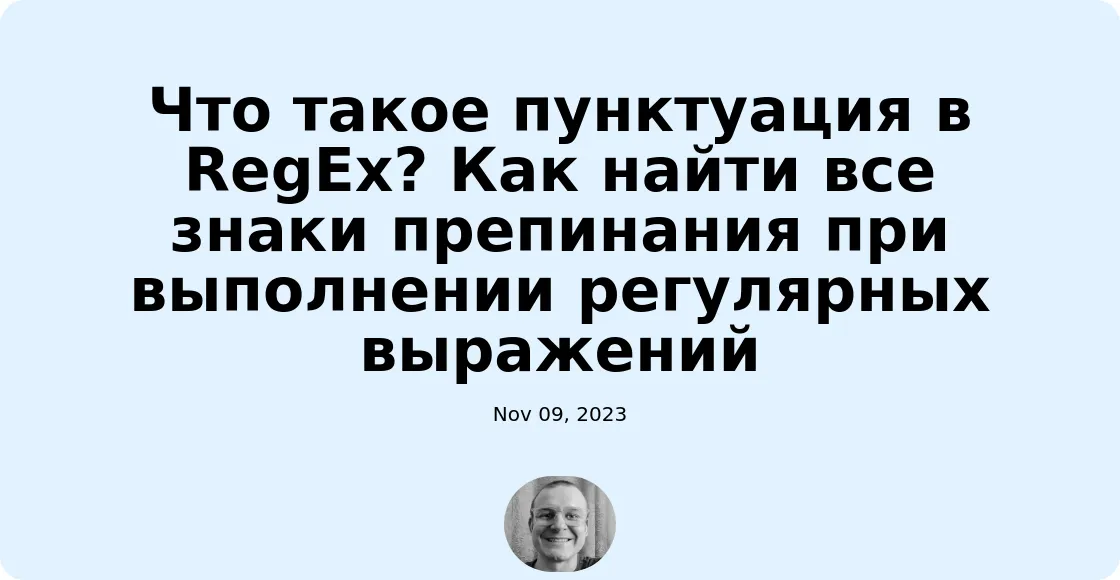 Что такое пунктуация в
RegEx? Как найти все
знаки препинания при
выполнении регулярных
выражений
Nov 09, 2023